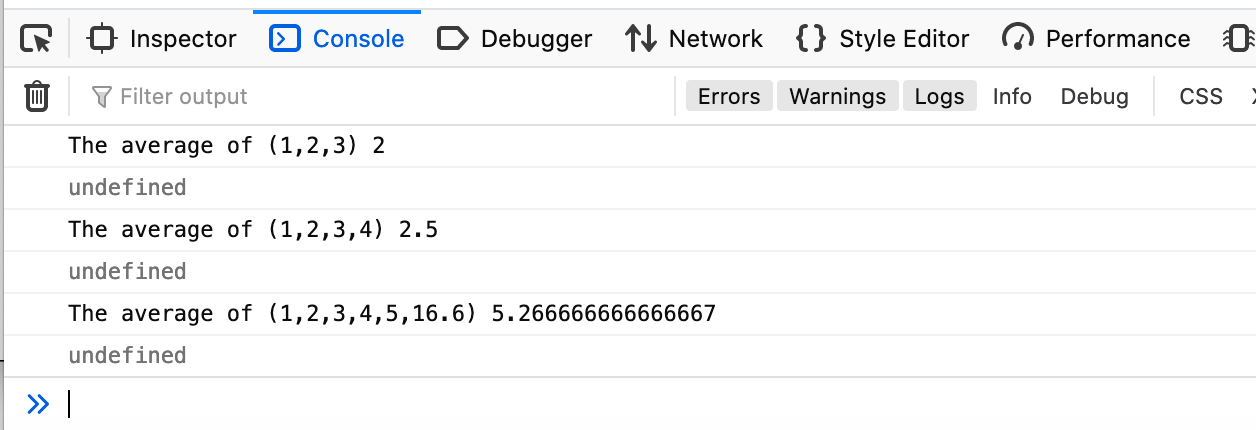 Inspector Console Debugger Network Style Editor Performance
Filter output Errors Warnings Logs Info Debug CSS
The average of (1,2,3) 2
undefined
The average of (1,2,3,4) 2.5
undefined
The average of (1,2,3,4,5,16.6) 5.266666666666667
undefined